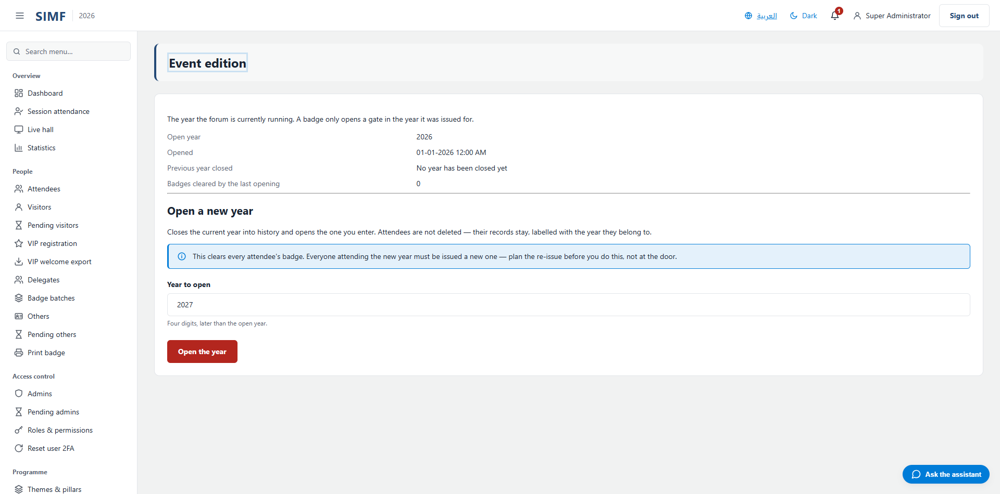 SIMF 2026
العربية
Dark
1
Super Administrator
Sign out
Search menu...
Overview
Dashboard
Session attendance
Live hall
Statistics
People
Attendees
Visitors
Pending visitors
VIP registration
VIP welcome export
Delegates
Badge batches
Others
Pending others
Print badge
Access control
Admins
Pending admins
Roles & permissions
Reset user 2FA
Programme
Themes & pillars
Event edition
The year the forum is currently running. A badge only opens a gate in the year it was issued for.
Open year 2026
Opened 01-01-2026 12:00 AM
Previous year closed No year has been closed yet
Badges cleared by the last opening 0
Open a new year
Closes the current year into history and opens the one you enter. Attendees are not deleted — their records stay, labelled with the year they belong to.
This clears every attendee's badge. Everyone attending the new year must be issued a new one — plan the re-issue before you do this, not at the door.
Year to open
2027
Four digits, later than the open year.
Open the year
Ask the assistant